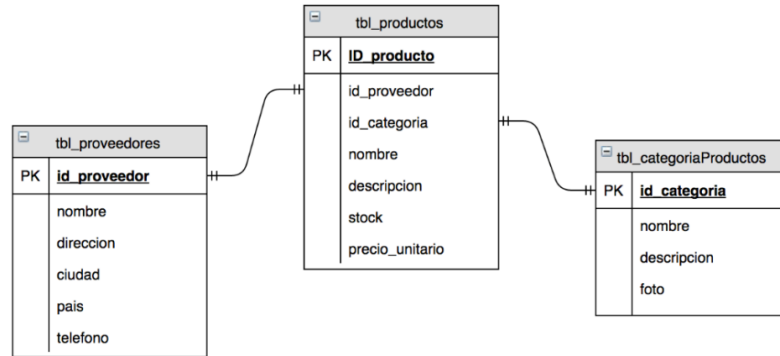 tbl_productos
PK ID_producto
id_proveedor
id_categoria
nombre
descripcion
stock
precio_unitario
tbl_proveedores
PK id_proveedor
nombre
direccion
ciudad
pais
telefono
tbl_categoriaProductos
PK id_categoria
nombre
descripcion
foto